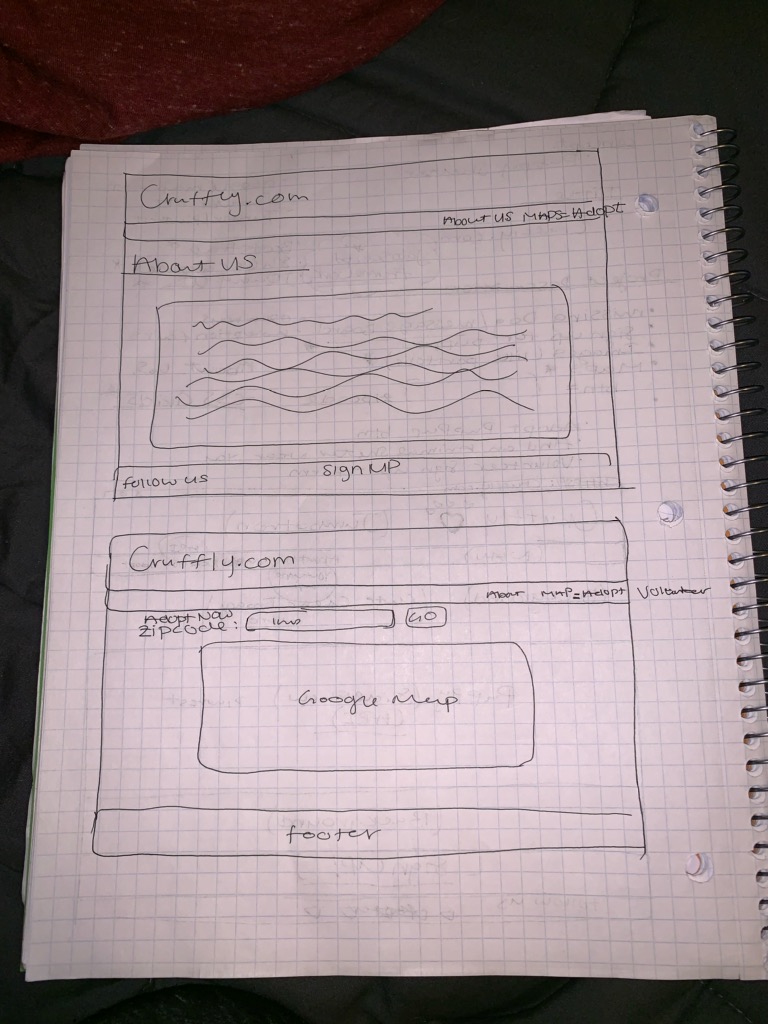 Cruffly.com
About US MAPS=Adopt
About US
Sign UP
follow us
Cruffly.com
About MAP=Adopt Volunteer
Adopt Now
ZIPCODE: GO
Google Map
footer